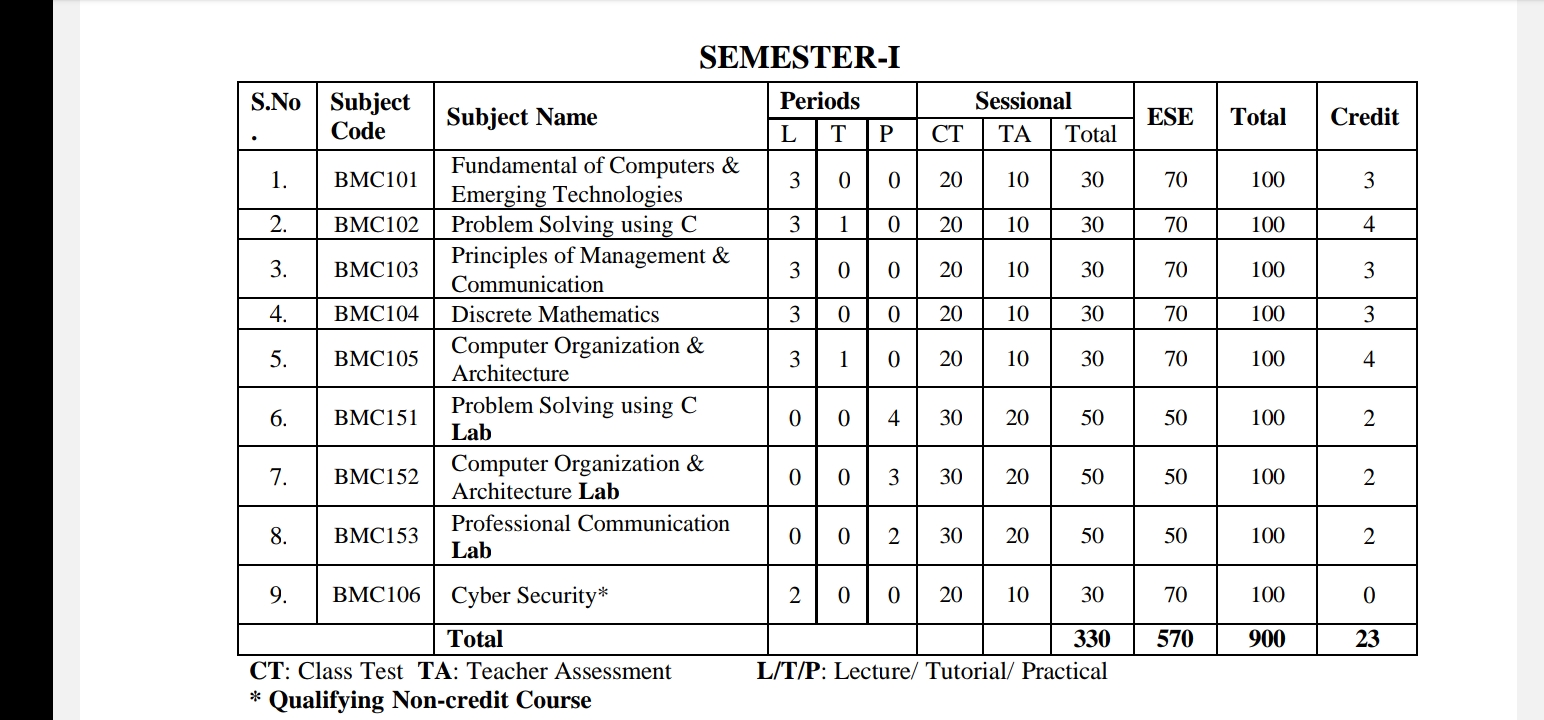 SEMESTER-I
S.No . Subject Code Subject Name Periods Sessional ESE Total Credit
L T P CT TA Total
1. BMC101 Fundamental of Computers & Emerging Technologies 3 0 0 20 10 30 70 100 3
2. BMC102 Problem Solving using C 3 1 0 20 10 30 70 100 4
3. BMC103 Principles of Management & Communication 3 0 0 20 10 30 70 100 3
4. BMC104 Discrete Mathematics 3 0 0 20 10 30 70 100 3
5. BMC105 Computer Organization & Architecture 3 1 0 20 10 30 70 100 4
6. BMC151 Problem Solving using C Lab 0 0 4 30 20 50 50 100 2
7. BMC152 Computer Organization & Architecture Lab 0 0 3 30 20 50 50 100 2
8. BMC153 Professional Communication Lab 0 0 2 30 20 50 50 100 2
9. BMC106 Cyber Security* 2 0 0 20 10 30 70 100 0
Total 330 570 900 23
CT: Class Test TA: Teacher Assessment L/T/P: Lecture/ Tutorial/ Practical
* Qualifying Non-credit Course